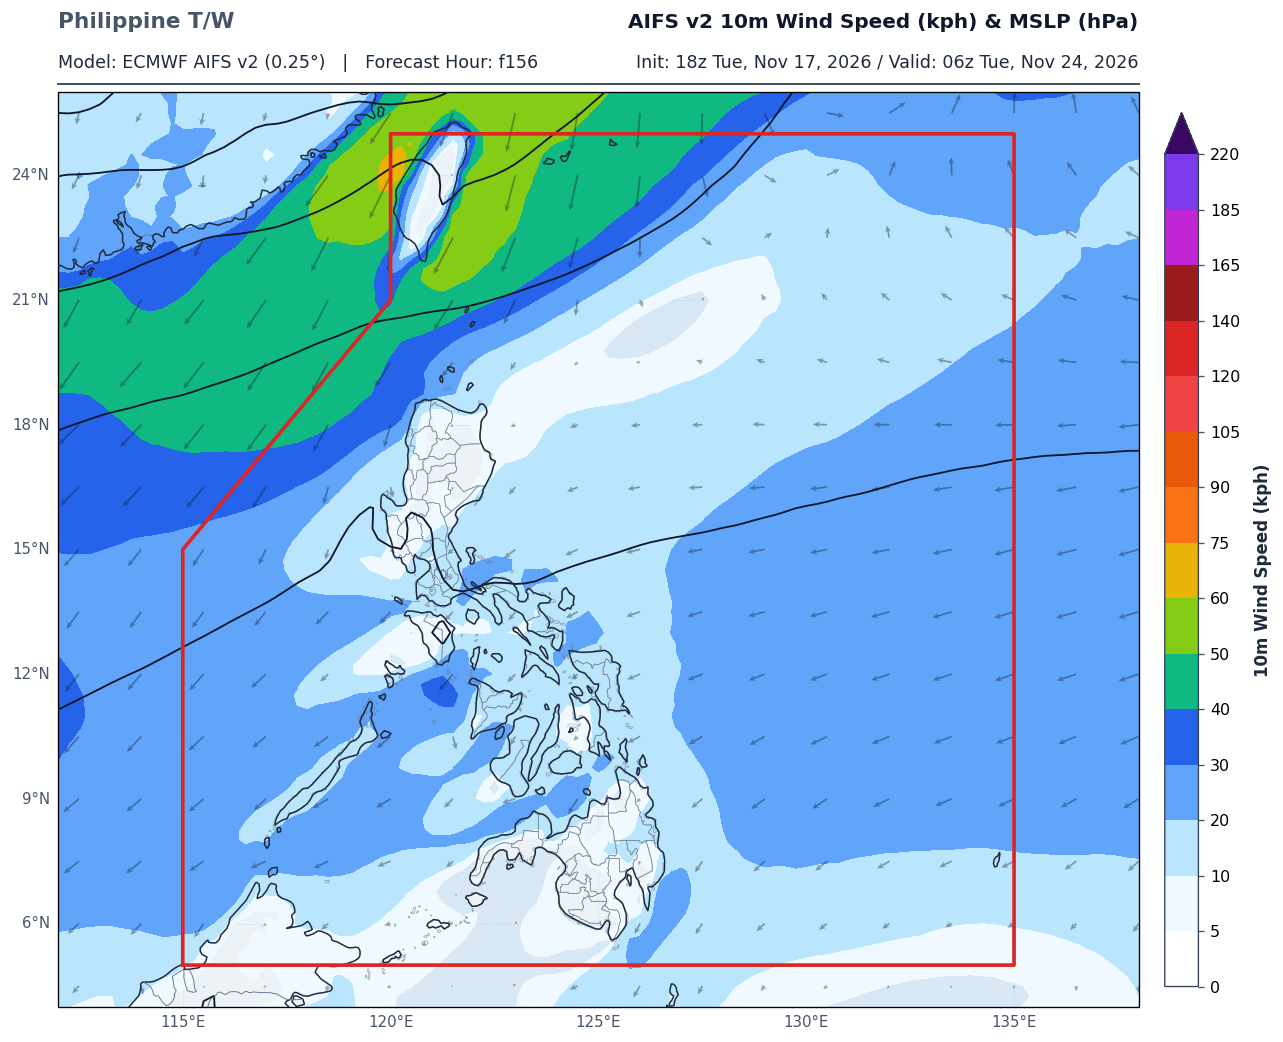 Philippine T/W
AIFS v2 10m Wind Speed (kph) & MSLP (hPa)
Model: ECMWF AIFS v2 (0.25°) | Forecast Hour: f156
Init: 18z Tue, Nov 17, 2026 / Valid: 06z Tue, Nov 24, 2026
24°N
21°N
18°N
15°N
12°N
9°N
6°N
115°E
120°E
125°E
130°E
135°E
220
185
165
140
120
105
90
75
60
50
40
30
20
10
5
0
10m Wind Speed (kph)